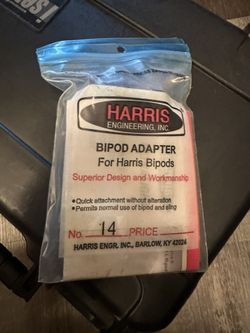 HARRIS
ENGINEERING, INC.
BIPOD ADAPTER
For Harris Bipods
Superior Design and Workmanship
•Quick attachment without alteration
•Permits normal use of bipod and sling
No. 14 PRICE
HARRIS ENGR. INC., BARLOW, KY 42024